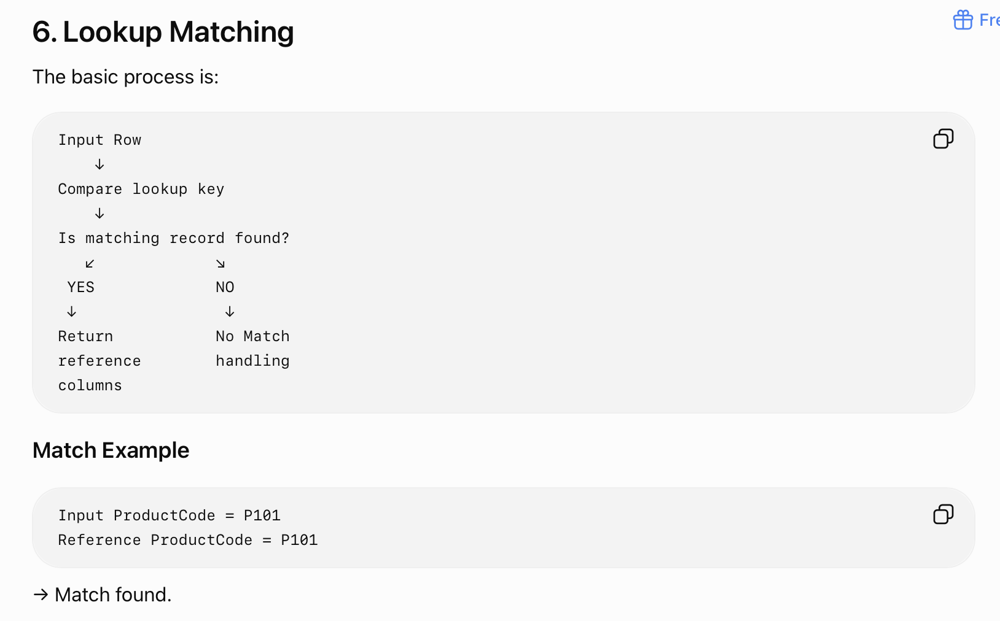 6. Lookup Matching
Fre
The basic process is:
Input Row
↓
Compare lookup key
↓
Is matching record found?
↙ ↘
YES NO
↓ ↓
Return No Match
reference handling
columns
Match Example
Input ProductCode = P101
Reference ProductCode = P101
→ Match found.